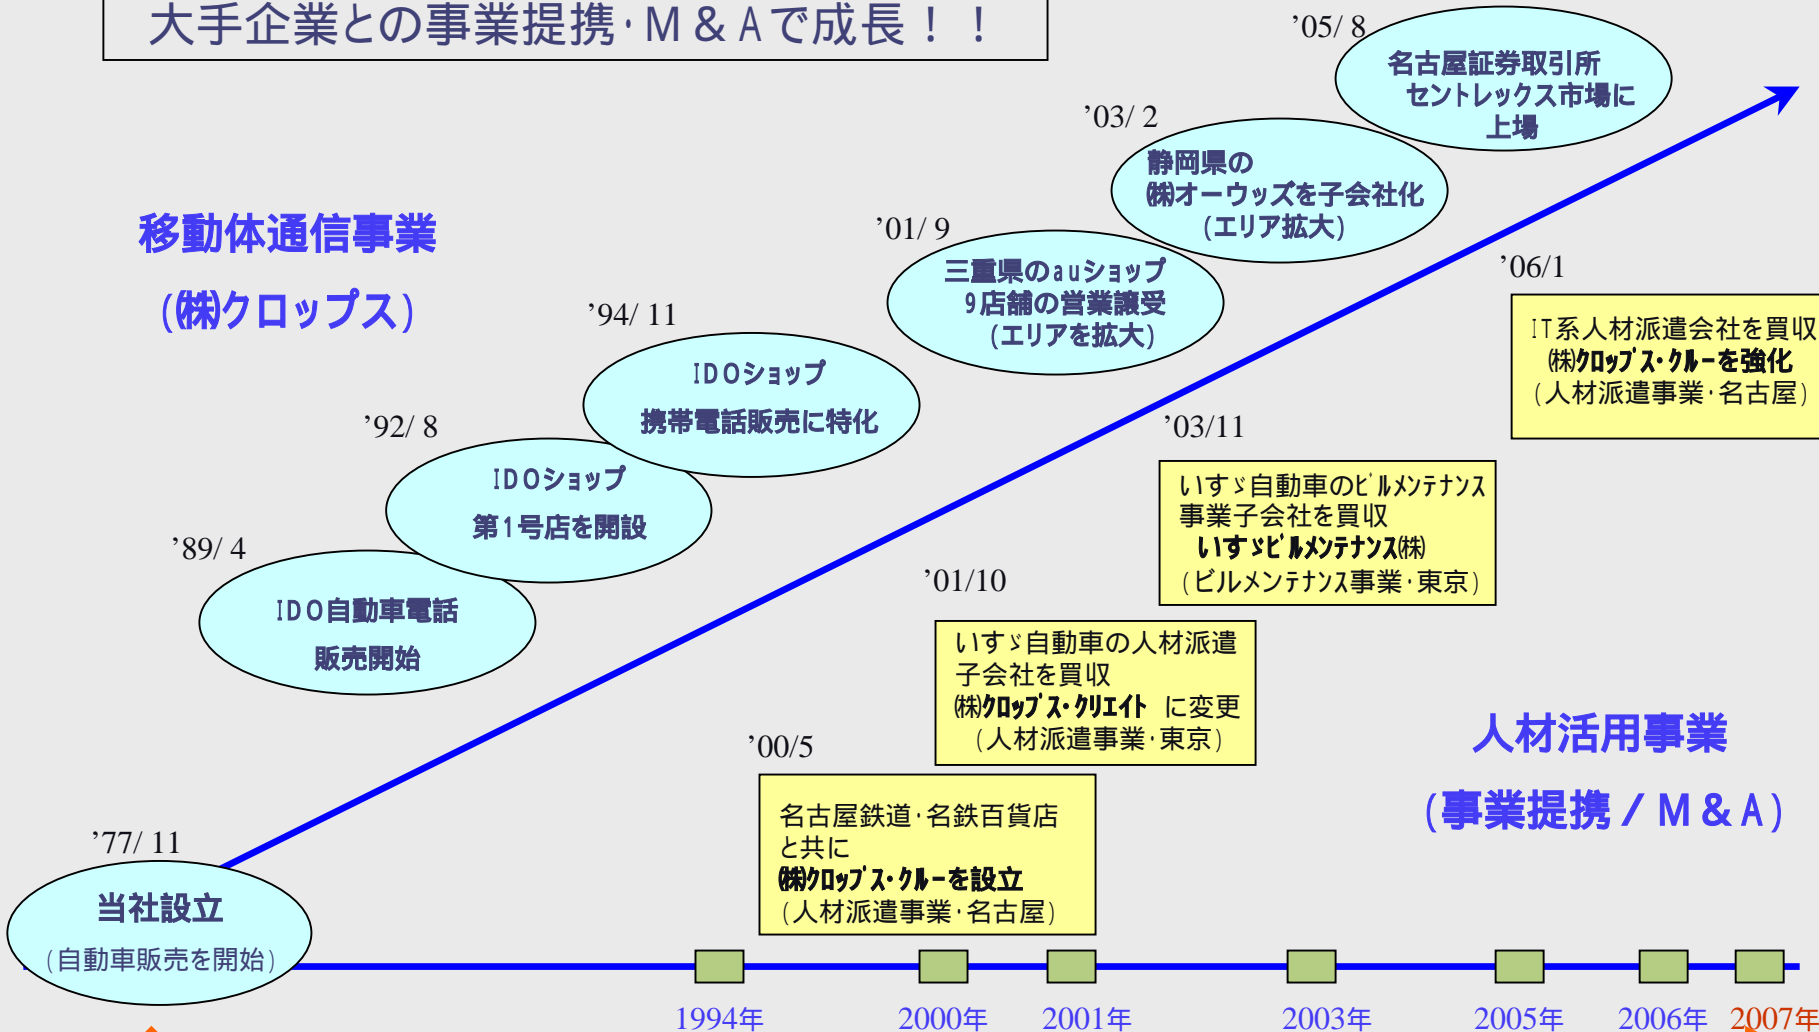 大手企業との事業提携･M＆Aで成長！！
’05/ 8
名古屋証券取引所
セントレックス市場に
上場
’03/ 2
静岡県の
㈱オーウッズを子会社化
(エリア拡大)
’01/ 9
三重県のauショップ
9店舗の営業譲受
(エリアを拡大)
’94/ 11
IDOショップ
携帯電話販売に特化
’92/ 8
IDOショップ
第1号店を開設
’89/ 4
IDO自動車電話
販売開始
’77/ 11
当社設立
(自動車販売を開始)
移動体通信事業
(㈱クロップス)
’06/1
IT系人材派遣会社を買収
㈱ｸﾛｯﾌﾟｽ･ｸﾙｰを強化
(人材派遣事業･名古屋)
’03/11
いすゞ自動車のﾋﾞﾙﾒﾝﾃﾅﾝｽ
事業子会社を買収
いすゞﾋﾞﾙﾒﾝﾃﾅﾝｽ㈱
(ビルメンテナンス事業･東京)
’01/10
いすゞ自動車の人材派遣
子会社を買収
㈱ｸﾛｯﾌﾟｽ･ｸﾘｴｲﾄ に変更
(人材派遣事業･東京)
’00/5
名古屋鉄道･名鉄百貨店
と共に
㈱ｸﾛｯﾌﾟｽ･ｸﾙｰを設立
(人材派遣事業･名古屋)
人材活用事業
(事業提携／M＆A)
1994年 2000年 2001年 2003年 2005年 2006年 2007年